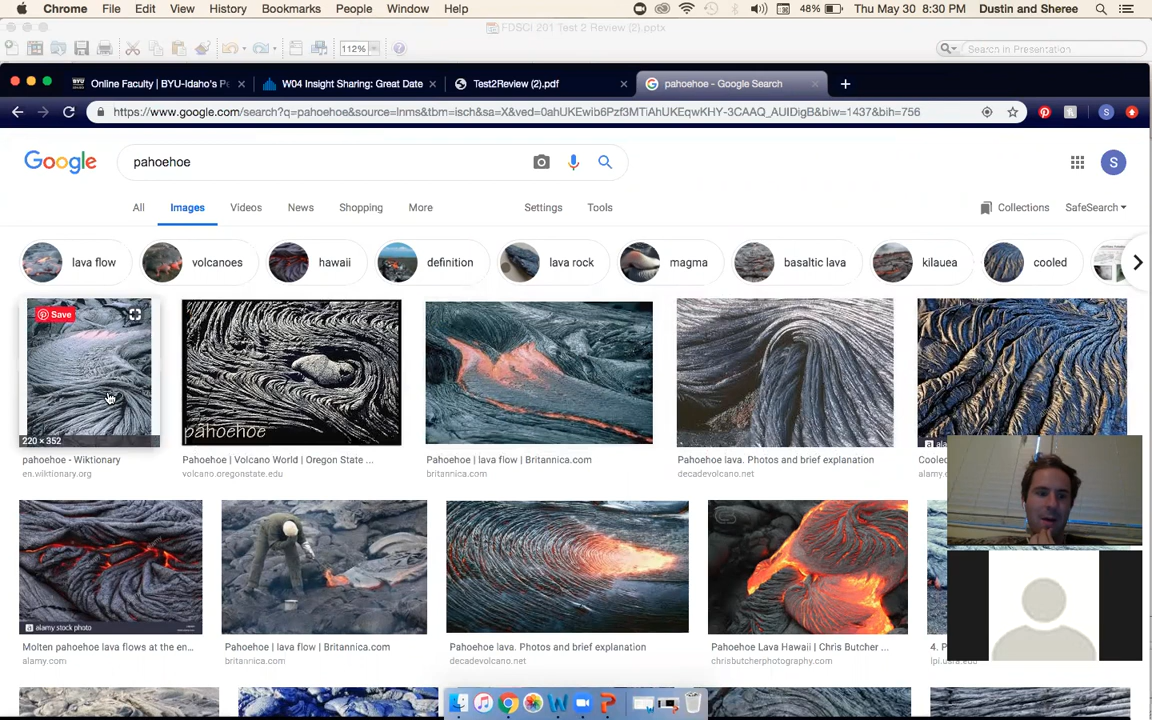 Chrome File Edit View History Bookmarks People Window Help 48% Thu May 30 8:30 PM Dustin and Sheree
FDSCI 201 Test 2 Review (2).pptx
112% Search in Presentation
Online Faculty | BYU-Idaho's P W04 Insight Sharing: Great Date Test2Review (2).pdf pahoehoe - Google Search
https://www.google.com/search?q=pahoehoe&source=lnms&tbm=isch&sa=X&ved=0ahUKEwib6Pzf3MTiAhUKEqwKHY-3CAAQ_AUIDigB&biw=1437&bih=756
Google pahoehoe S
All Images Videos News Shopping More Settings Tools Collections SafeSearch
lava flow volcanoes hawaii definition lava rock magma basaltic lava kilauea cooled
Save
pahoehoe
220 × 352
pahoehoe - Wiktionary Pahoehoe | Volcano World | Oregon State ... Pahoehoe | lava flow | Britannica.com Pahoehoe lava. Photos and brief explanation Coole
en.wiktionary.org volcano.oregonstate.edu britannica.com decadevolcano.net alamy.c
a alamy stock photo
Molten pahoehoe lava flows at the en... Pahoehoe | lava flow | Britannica.com Pahoehoe lava. Photos and brief explanation Pahoehoe Lava Hawaii | Chris Butcher ... 4. P
alamy.com britannica.com decadevolcano.net chrisbutcherphotography.com lpi.usra.edu